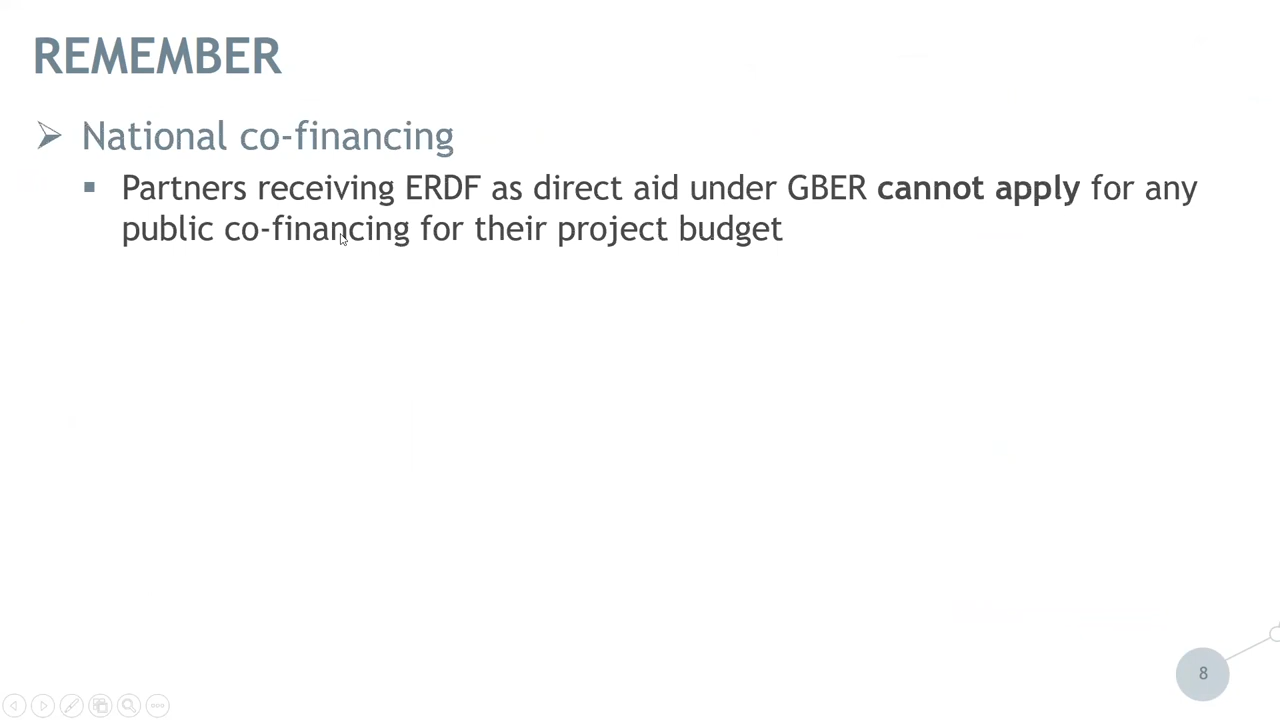 REMEMBER
National co-financing
Partners receiving ERDF as direct aid under GBER cannot apply for any
public co-financing for their project budget
8